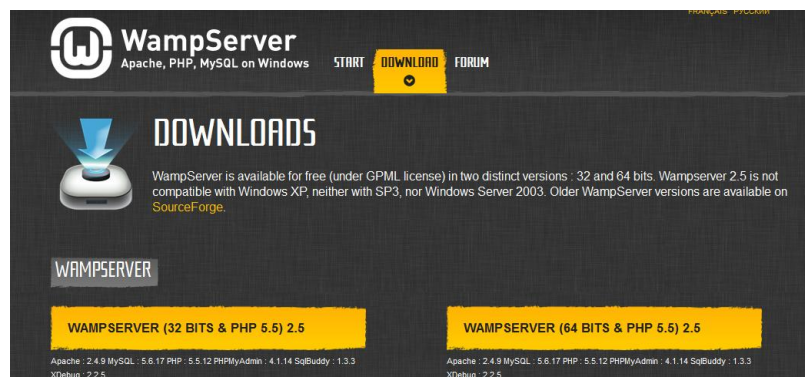 FRANÇAIS РУССКИЙ
WampServer
Apache, PHP, MySQL on Windows
START DOWNLOAD FORUM
DOWNLOADS
WampServer is available for free (under GPML license) in two distinct versions : 32 and 64 bits. Wampserver 2.5 is not
compatible with Windows XP, neither with SP3, nor Windows Server 2003. Older WampServer versions are available on
SourceForge.
WAMPSERVER
WAMPSERVER (32 BITS & PHP 5.5) 2.5
Apache : 2.4.9 MySQL : 5.6.17 PHP : 5.5.12 PHPMyAdmin : 4.1.14 SqlBuddy : 1.3.3
XDebug : 2.2.5
WAMPSERVER (64 BITS & PHP 5.5) 2.5
Apache : 2.4.9 MySQL : 5.6.17 PHP : 5.5.12 PHPMyAdmin : 4.1.14 SqlBuddy : 1.3.3
XDebug : 2.2.5